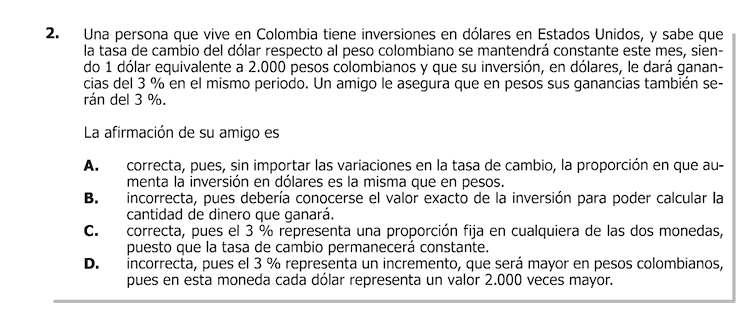 2. Una persona que vive en Colombia tiene inversiones en dólares en Estados Unidos, y sabe que
la tasa de cambio del dólar respecto al peso colombiano se mantendrá constante este mes, sien-
do 1 dólar equivalente a 2.000 pesos colombianos y que su inversión, en dólares, le dará ganan-
cias del 3 % en el mismo periodo. Un amigo le asegura que en pesos sus ganancias también se-
rán del 3 %.
La afirmación de su amigo es
A. correcta, pues, sin importar las variaciones en la tasa de cambio, la proporción en que au-
menta la inversión en dólares es la misma que en pesos.
B. incorrecta, pues debería conocerse el valor exacto de la inversión para poder calcular la
cantidad de dinero que ganará.
C. correcta, pues el 3 % representa una proporción fija en cualquiera de las dos monedas,
puesto que la tasa de cambio permanecerá constante.
D. incorrecta, pues el 3 % representa un incremento, que será mayor en pesos colombianos,
pues en esta moneda cada dólar representa un valor 2.000 veces mayor.